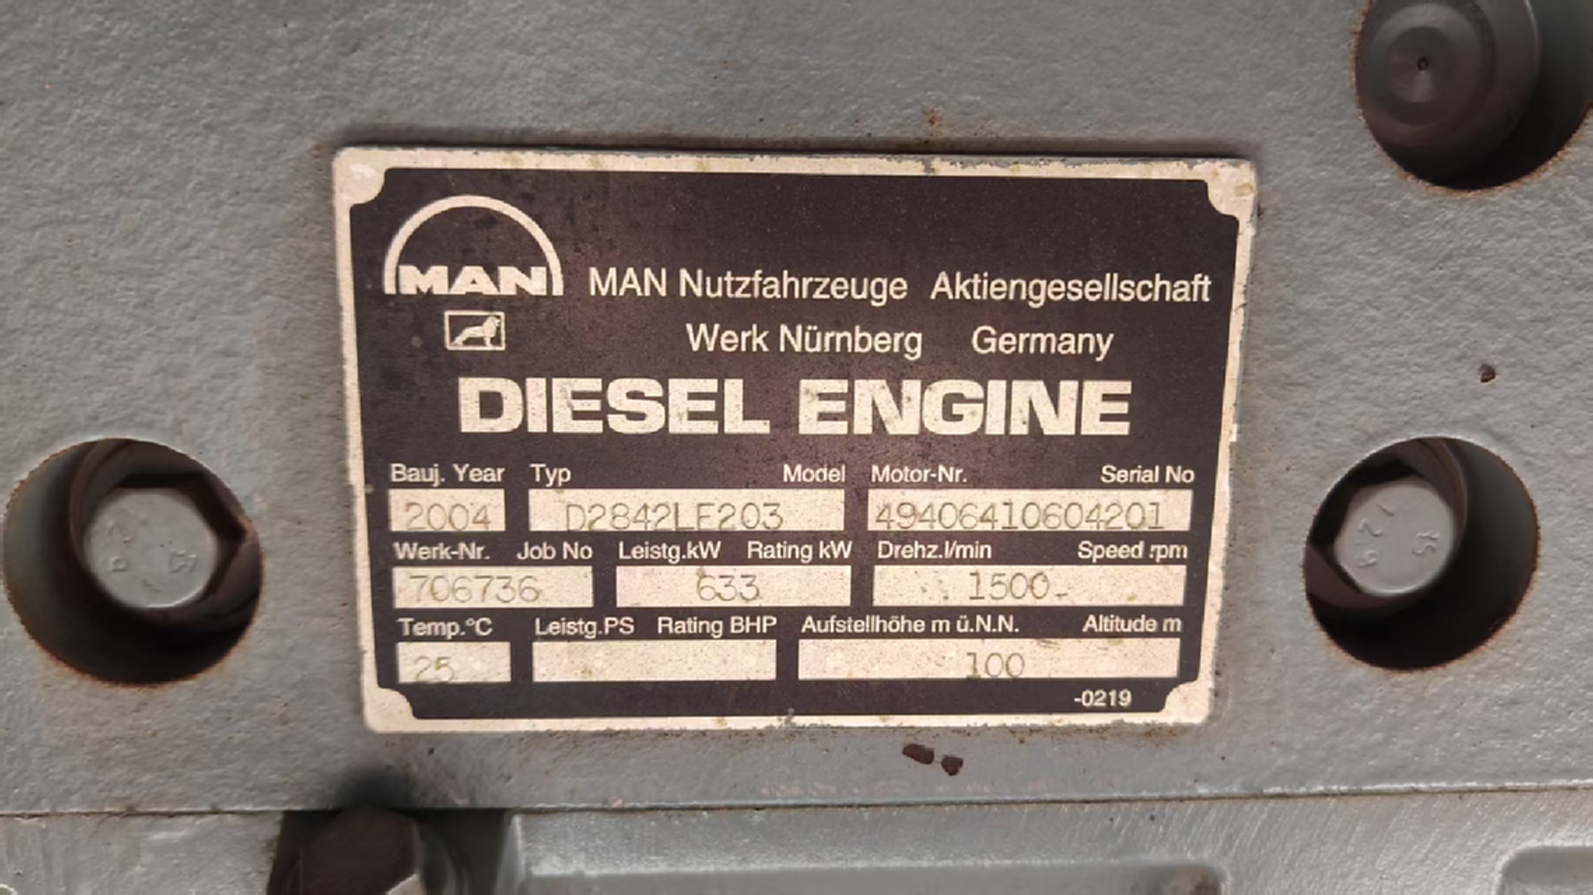 MAN MAN Nutzfahrzeuge Aktiengesellschaft
Werk Nürnberg Germany
DIESEL ENGINE
Bauj. Year Typ Model Motor-Nr. Serial No
2004 D2842LE203 49406410604201
Werk-Nr. Job No Leistg.kW Rating kW Drehz.l/min Speed rpm
706736 633 1500
Temp.°C Leistg.PS Rating BHP Aufstellhöhe m ü.N.N. Altitude m
25 100
-0219